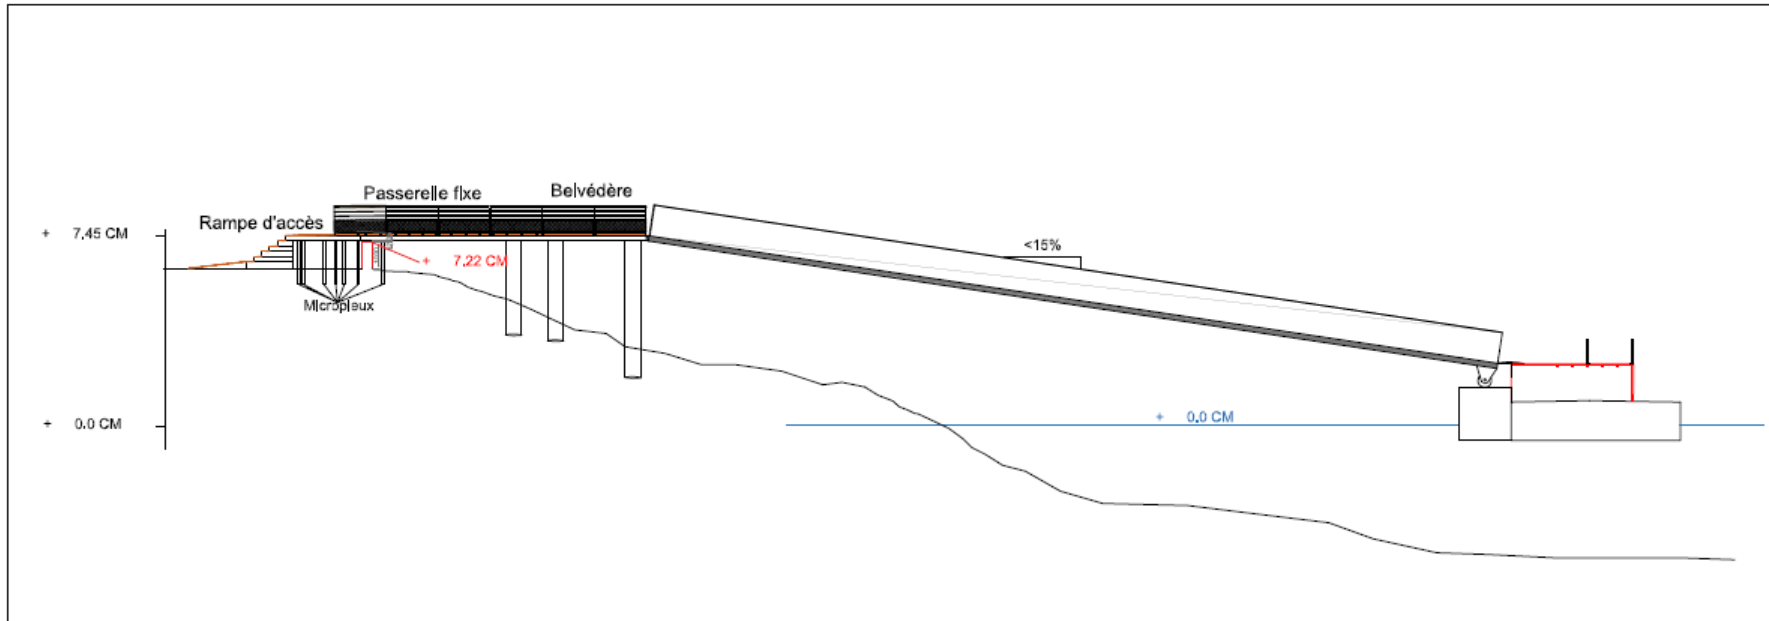 Passerelle fixe
Belvédère
Rampe d'accès
+ 7,45 CM
<15%
+ 7,22 CM
Micropieux
+ 0,0 CM
+ 0.0 CM